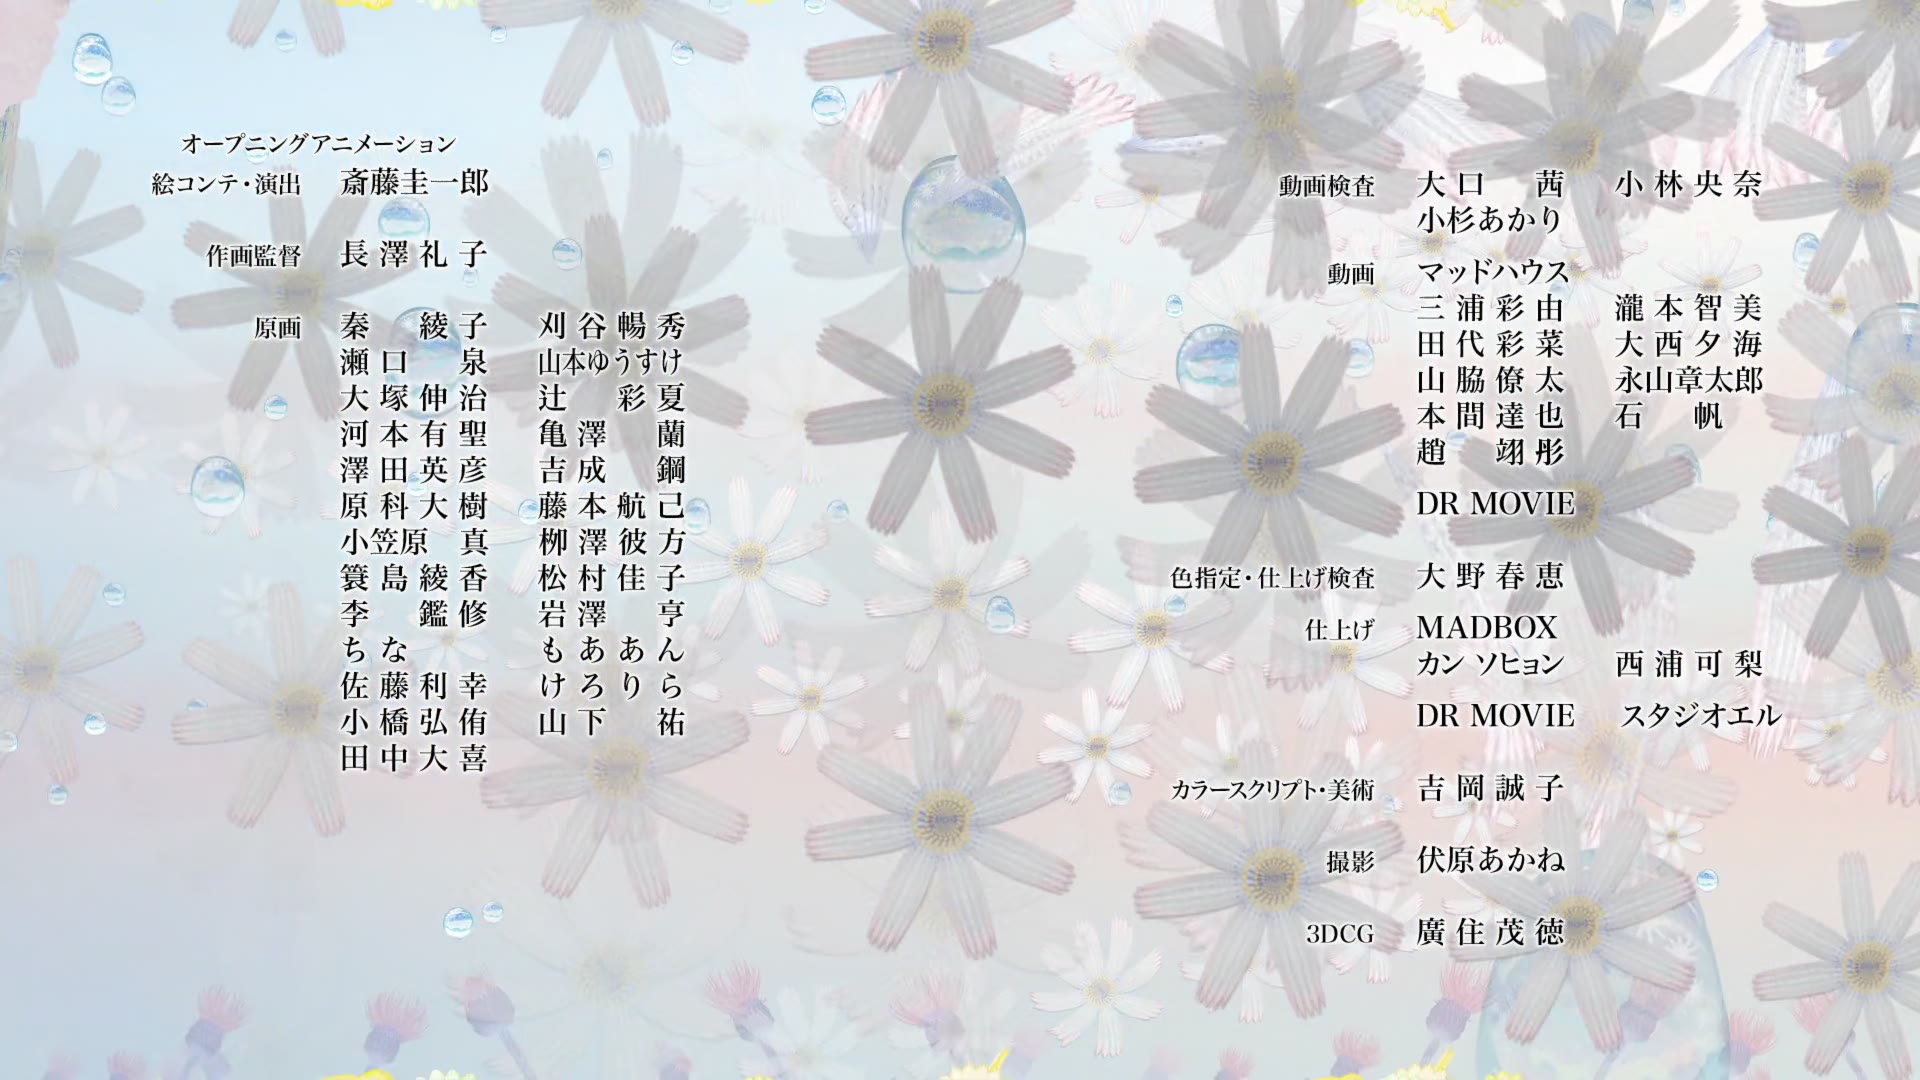 オープニングアニメーション
絵コンテ・演出 斎藤圭一郎
作画監督 長澤礼子
原画 秦 綾子 刈谷暢秀
瀬口 泉 山本ゆうすけ
大塚伸治 辻 彩夏
河本有聖 亀澤 蘭
澤田英彦 吉成 鋼
原科大樹 藤本航己
小笠原 真 栁澤彼方
簑島綾香 松村佳子
李 鑑修 岩澤 亨
ちな もああん
佐藤利幸 けろりら
小橋弘侑 山下 祐
田中大喜
動画検査 大口 茜 小林央奈
小杉あかり
動画 マッドハウス
三浦彩由 瀧本智美
田代彩菜 大西夕海
山脇僚太 永山章太郎
本間達也 石 帆
趙 翊彤
DR MOVIE
色指定・仕上げ検査 大野春恵
仕上げ MADBOX
カン ソヒョン 西浦可梨
DR MOVIE スタジオエル
カラースクリプト・美術 吉岡誠子
撮影 伏原あかね
3DCG 廣住茂徳